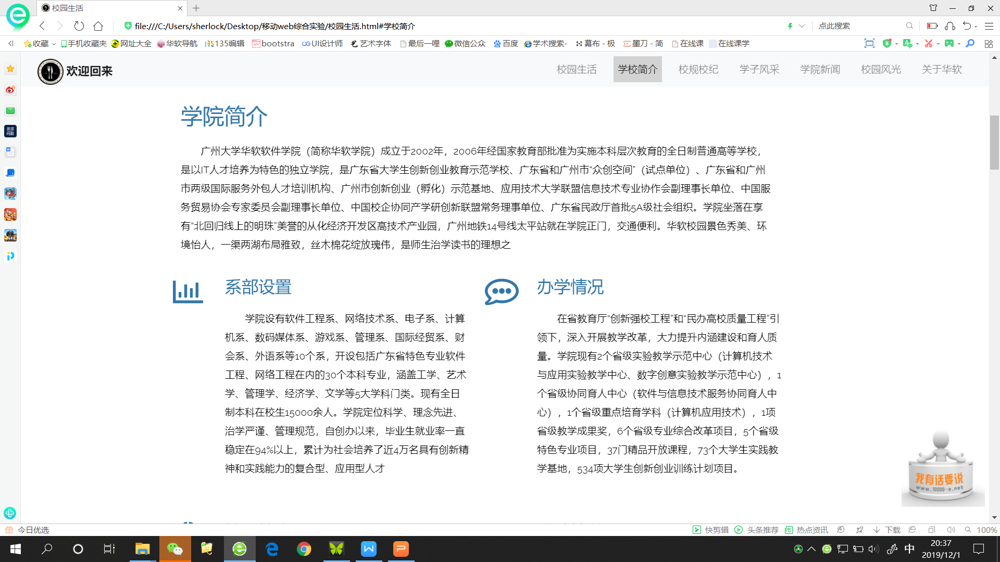 校园生活
file:///C:/Users/sherlock/Desktop/移动web综合实验/校园生活.html#学校简介
点此搜索
收藏 手机收藏夹 网址大全 华软导航 135编辑 bootstra UI设计师 艺术字体 最后一哩 微信公众 百度 学术搜索- 幕布 - 极 墨刀 - 简 在线课 在线课学
欢迎回来
校园生活 学校简介 校规校纪 学子风采 学院新闻 校园风光 关于华软
学院简介
广州大学华软软件学院（简称华软学院）成立于2002年，2006年经国家教育部批准为实施本科层次教育的全日制普通高等学校，
是以IT人才培养为特色的独立学院，是广东省大学生创新创业教育示范学校、广东省和广州市“众创空间”（试点单位）、广东省和广州
市两级国际服务外包人才培训机构、广州市创新创业（孵化）示范基地、应用技术大学联盟信息技术专业协作会副理事长单位、中国服
务贸易协会专家委员会副理事长单位、中国校企协同产学研创新联盟常务理事单位、广东省民政厅首批5A级社会组织。学院坐落在享
有“北回归线上的明珠”美誉的从化经济开发区高技术产业园，广州地铁14号线太平站就在学院正门，交通便利。华软校园景色秀美、环
境怡人，一渠两湖布局雅致，丝木棉花绽放瑰伟，是师生治学读书的理想之
系部设置
学院设有软件工程系、网络技术系、电子系、计算
机系、数码媒体系、游戏系、管理系、国际经贸系、财
会系、外语系等10个系，开设包括广东省特色专业软件
工程、网络工程在内的30个本科专业，涵盖工学、艺术
学、管理学、经济学、文学等5大学科门类。现有全日
制本科在校生15000余人。学院定位科学、理念先进、
治学严谨、管理规范，自创办以来，毕业生就业率一直
稳定在94%以上，累计为社会培养了近4万名具有创新精
神和实践能力的复合型、应用型人才
办学情况
在省教育厅“创新强校工程”和“民办高校质量工程”引
领下，深入开展教学改革，大力提升内涵建设和育人质
量。学院现有2个省级实验教学示范中心（计算机技术
与应用实验教学中心、数字创意实验教学示范中心），1
个省级协同育人中心（软件与信息技术服务协同育人中
心），1个省级重点培育学科（计算机应用技术），1项
省级教学成果奖，6个省级专业综合改革项目，5个省级
特色专业项目，37门精品开放课程，73个大学生实践教
学基地，534项大学生创新创业训练计划项目。
我有话要说
www.10000-e.net
今日优选
快剪辑 头条推荐 热点资讯 下载 100%
中
20:37
2019/12/1